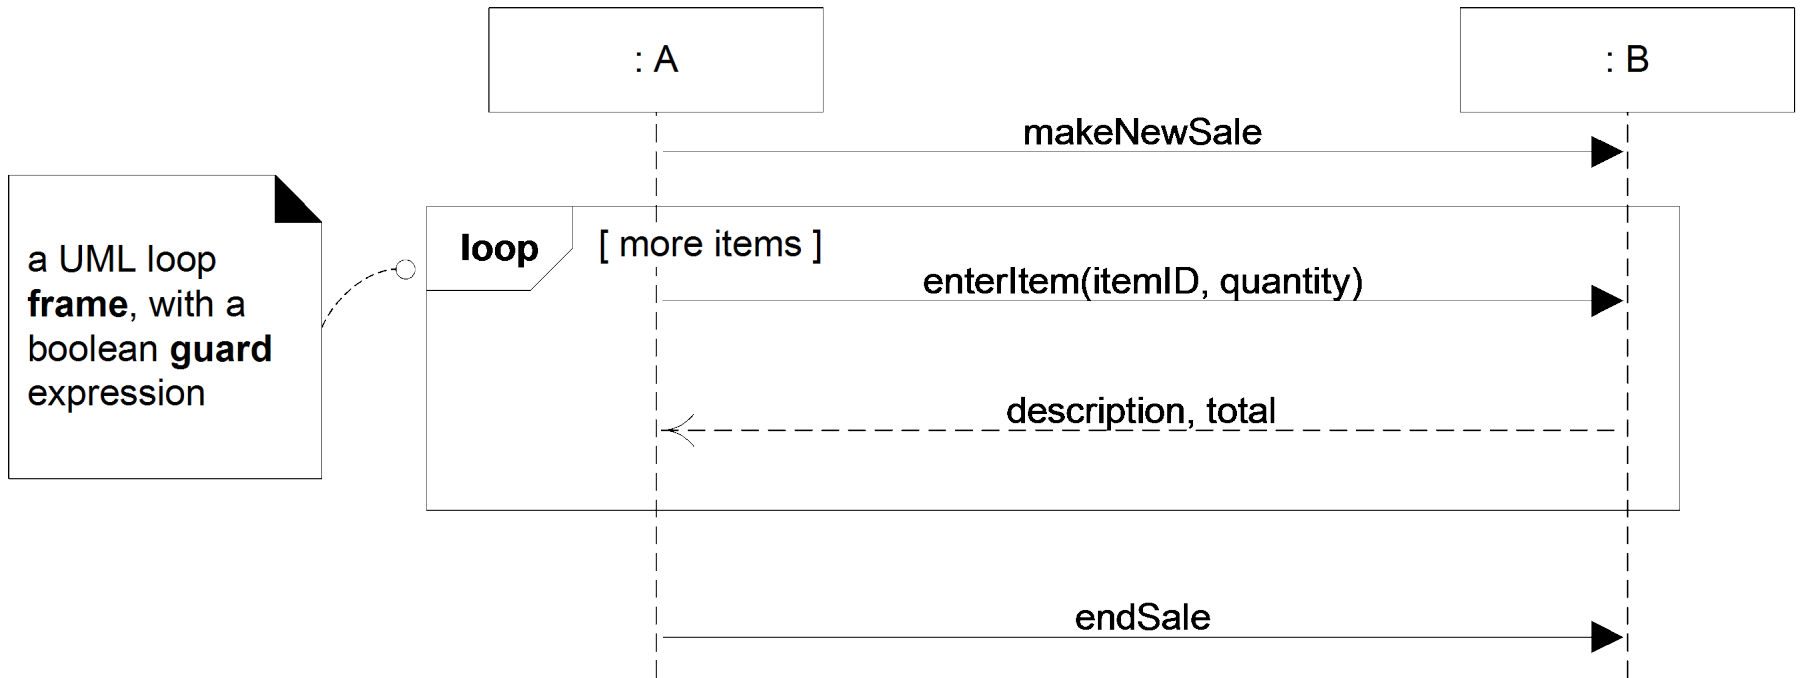 : A
: B
makeNewSale
a UML loop
frame, with a
boolean guard
expression
loop
[ more items ]
enterItem(itemID, quantity)
description, total
endSale